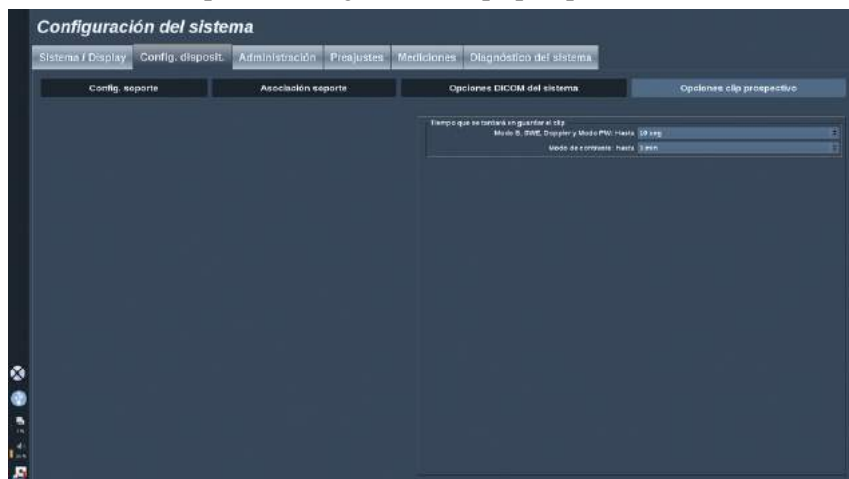 Configuración del sistema
Sistema / Display Config. disposit. Administración Preajustes Mediciones Diagnóstico del sistema
Config. soporte Asociación soporte Opciones DICOM del sistema Opciones clip prospectivo
Tiempo que se tardará en guardar el clip
Modo B, SWE, Doppler y Modo PW: Hasta 10 seg
Modo de contraste: hasta 3 min